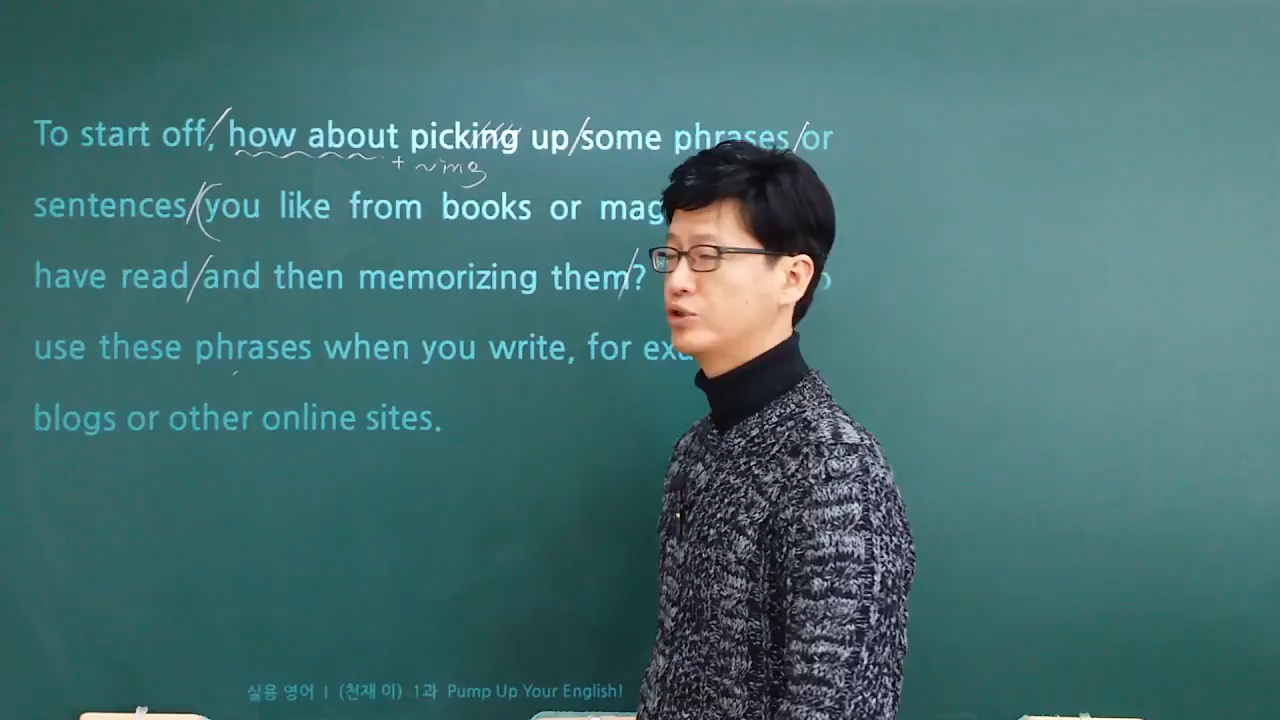 To start off, how about picking up some phrases or
+ ~ing
sentences you like from books or mag
have read and then memorizing them?
use these phrases when you write, for exa
blogs or other online sites.
실용 영어 I (천재 이) 1과 Pump Up Your English!